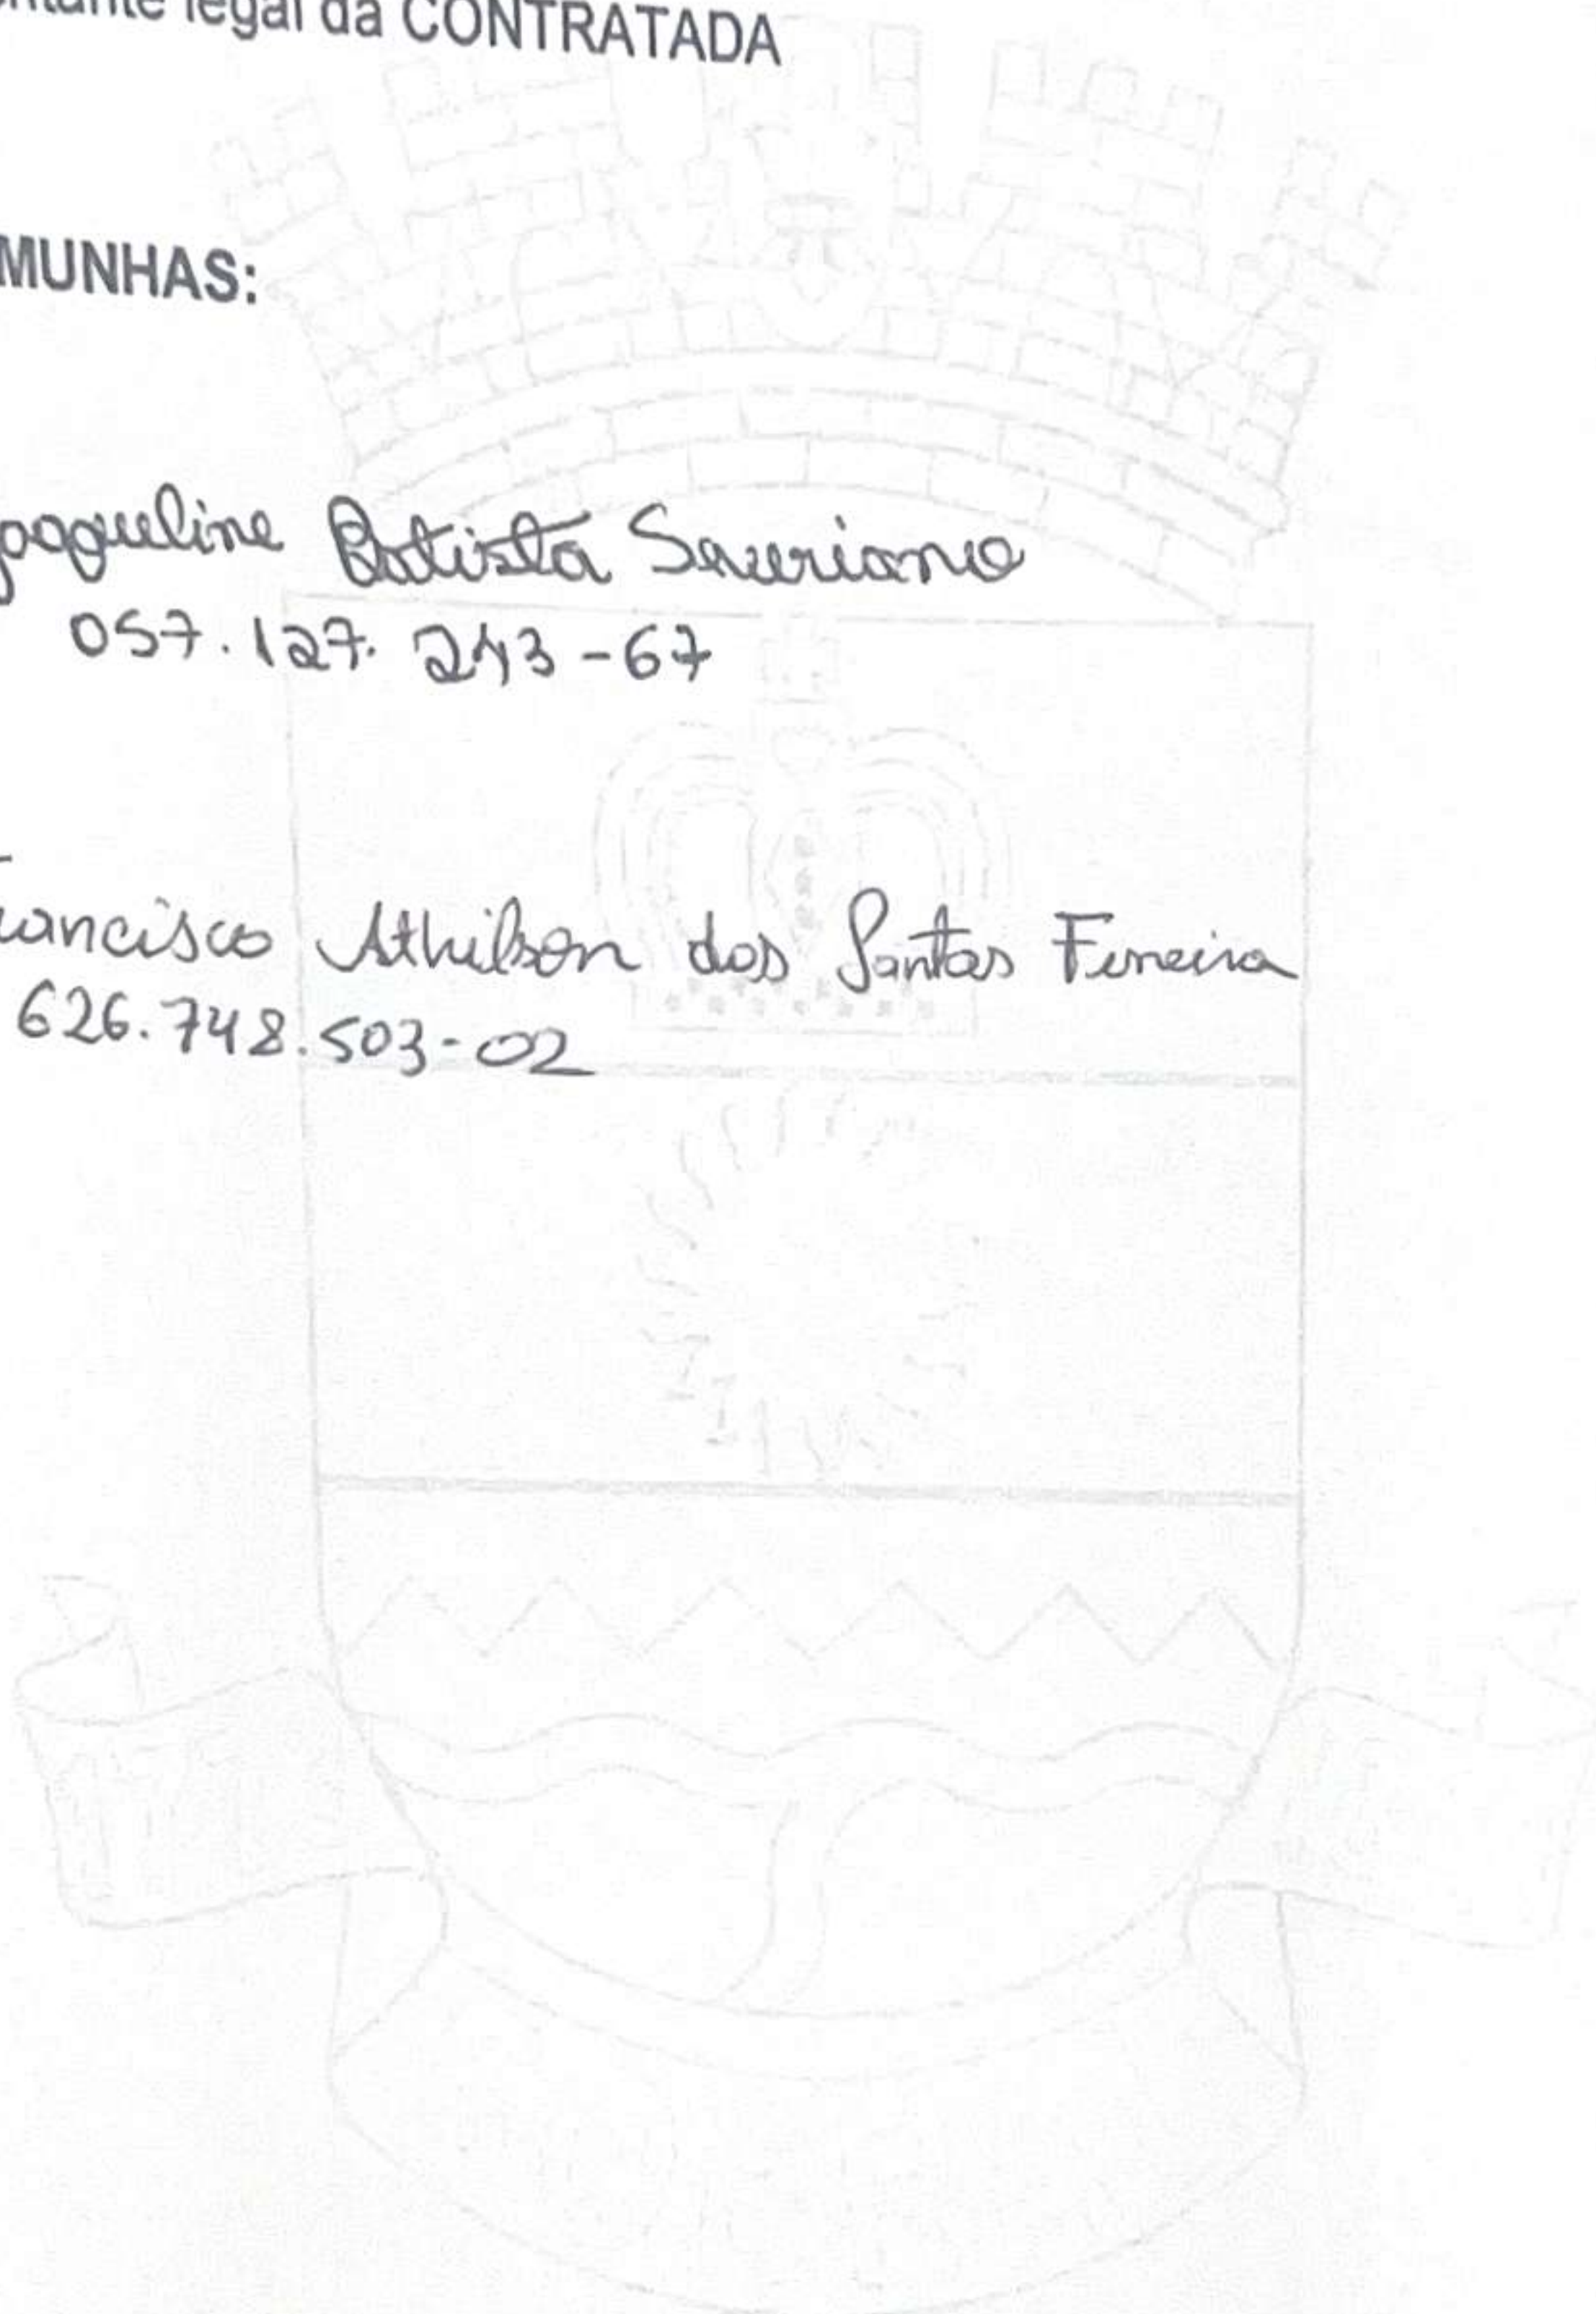 ntante legal da CONTRATADA
MUNHAS:
Jaqueline Batista Severiano
057.127.243-67
rancisco Athilson dos Santos Ferreira
626.748.503-02